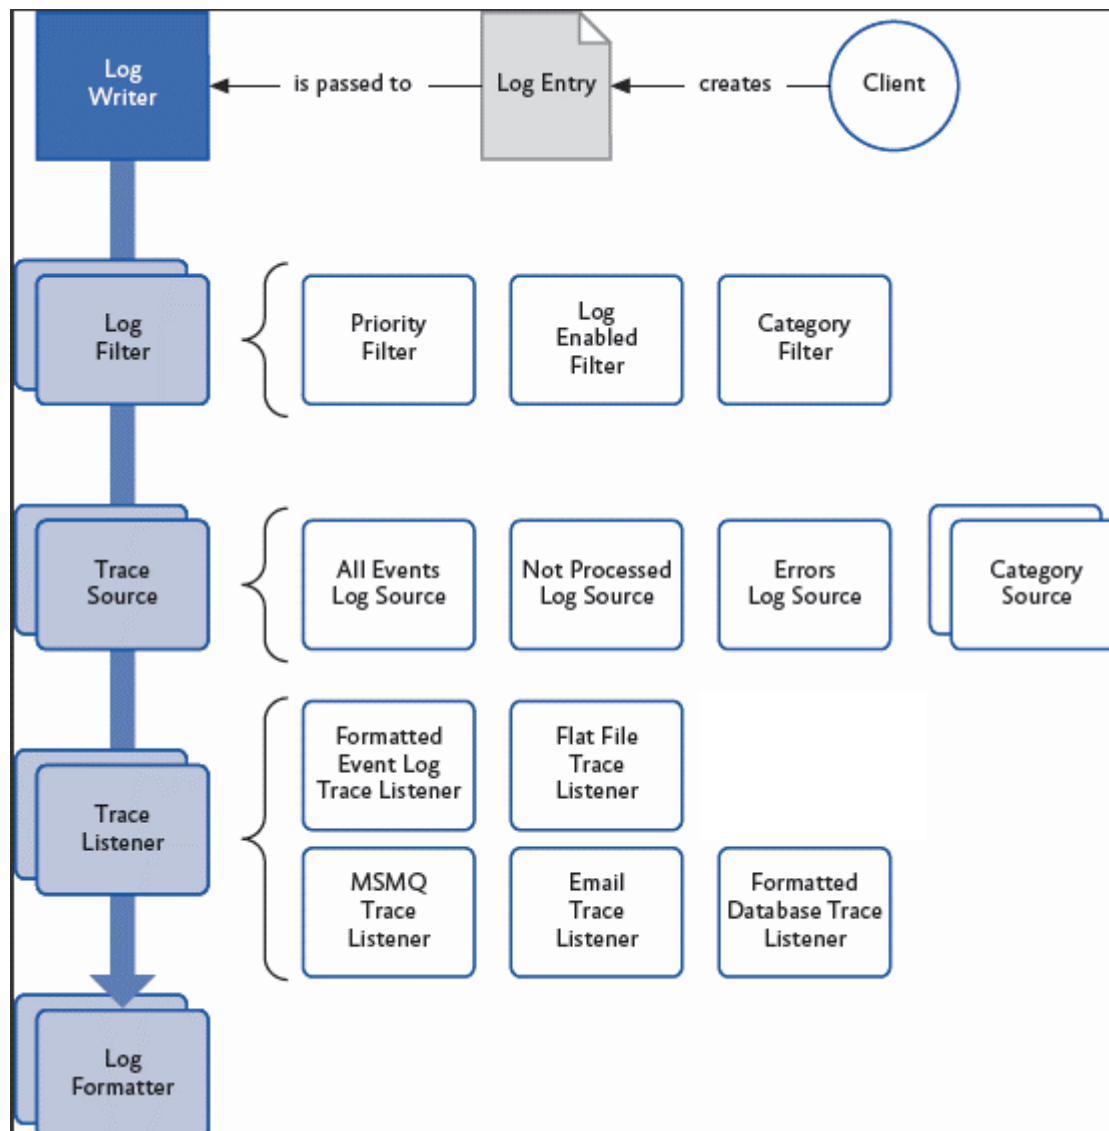 Log
Writer
is passed to
Log Entry
creates
Client
Log
Filter
Priority
Filter
Log
Enabled
Filter
Category
Filter
Trace
Source
All Events
Log Source
Not Processed
Log Source
Errors
Log Source
Category
Source
Trace
Listener
Formatted
Event Log
Trace Listener
Flat File
Trace
Listener
MSMQ
Trace
Listener
Email
Trace
Listener
Formatted
Database Trace
Listener
Log
Formatter